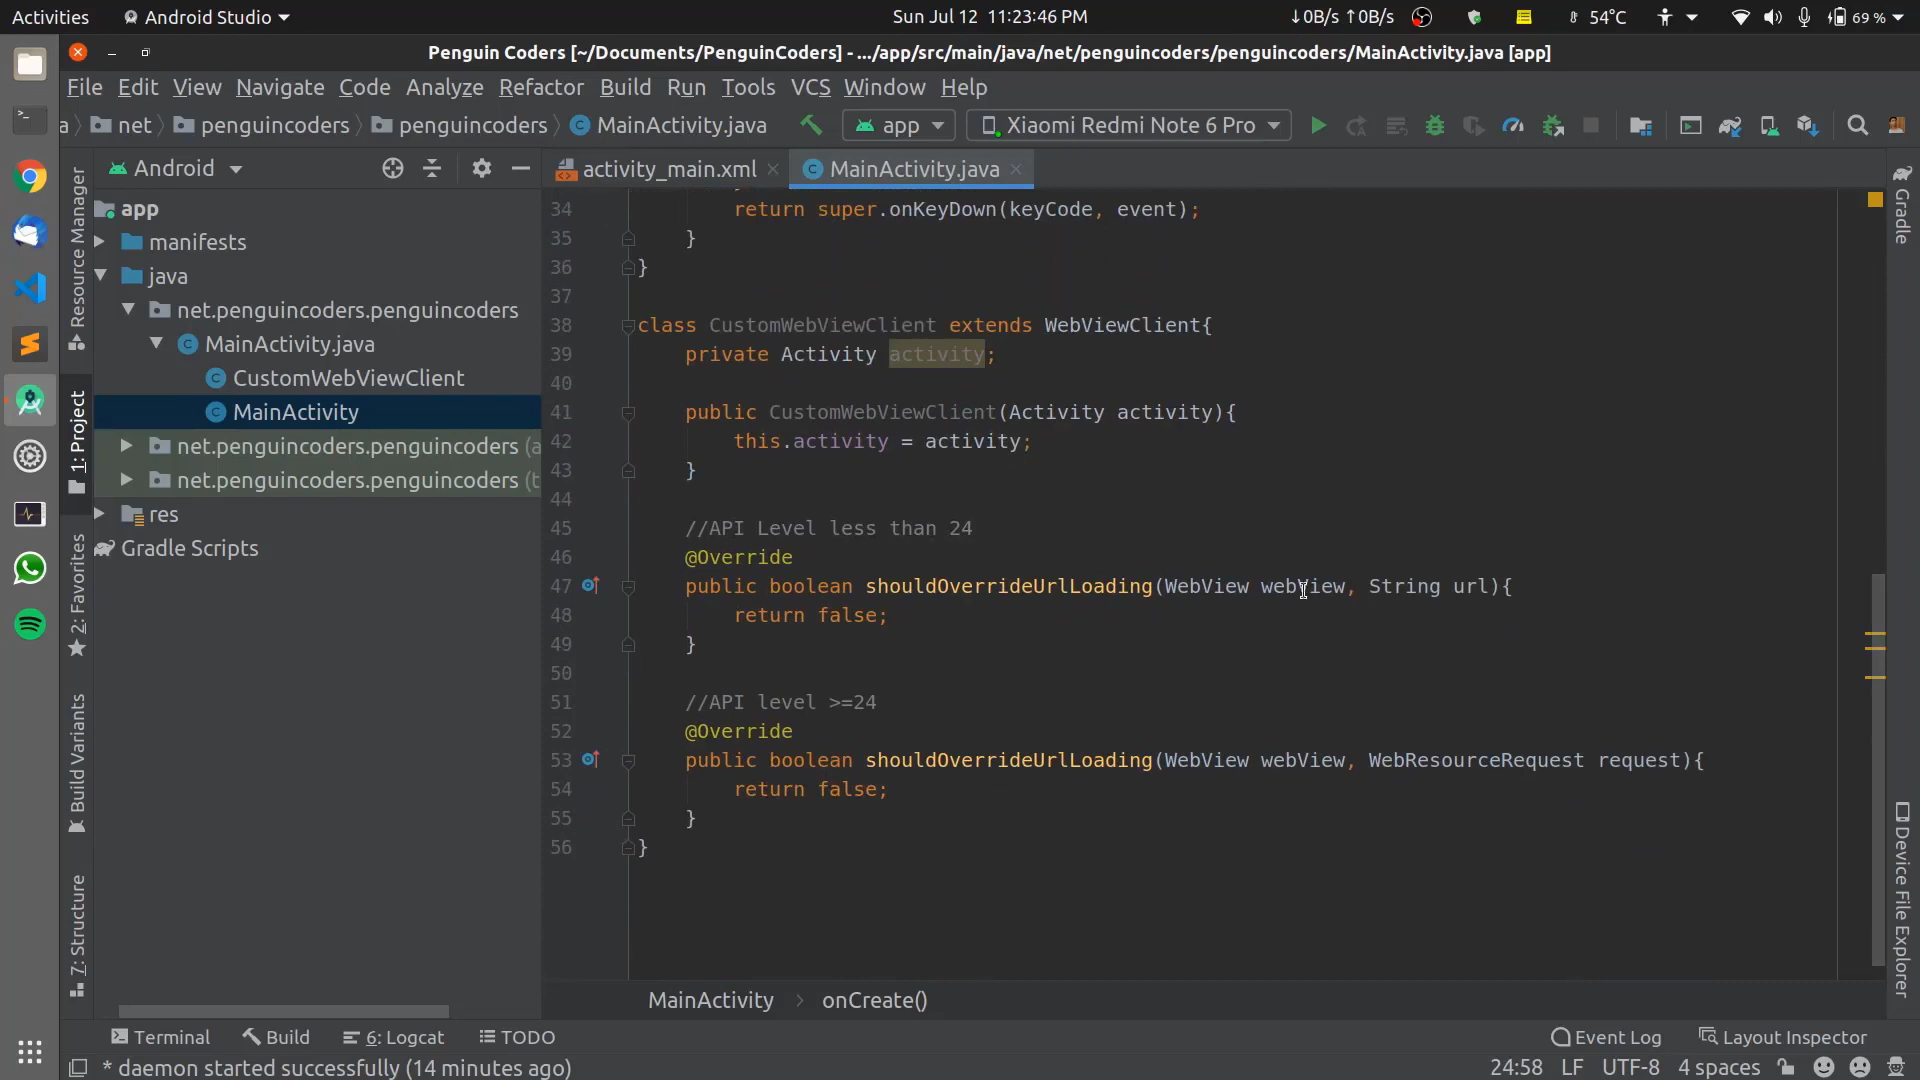 Activities
Android Studio
Sun Jul 12 11:23:46 PM
↓0B/s ↑0B/s
54°C
69 %
Penguin Coders [~/Documents/PenguinCoders] - .../app/src/main/java/net/penguincoders/penguincoders/MainActivity.java [app]
File Edit View Navigate Code Analyze Refactor Build Run Tools VCS Window Help
a net penguincoders penguincoders MainActivity.java
app
Xiaomi Redmi Note 6 Pro
Android
activity_main.xml
MainActivity.java
app
manifests
java
net.penguincoders.penguincoders
MainActivity.java
CustomWebViewClient
MainActivity
net.penguincoders.penguincoders (a
net.penguincoders.penguincoders (t
res
Gradle Scripts
Resource Manager
1: Project
2: Favorites
Build Variants
7: Structure
34 return super.onKeyDown(keyCode, event);
35 }
36 }
37
38 class CustomWebViewClient extends WebViewClient{
39 private Activity activity;
40
41 public CustomWebViewClient(Activity activity){
42 this.activity = activity;
43 }
44
45 //API Level less than 24
46 @Override
47 public boolean shouldOverrideUrlLoading(WebView webView, String url){
48 return false;
49 }
50
51 //API level >=24
52 @Override
53 public boolean shouldOverrideUrlLoading(WebView webView, WebResourceRequest request){
54 return false;
55 }
56 }
Gradle
Device File Explorer
MainActivity > onCreate()
Terminal
Build
6: Logcat
TODO
Event Log
Layout Inspector
* daemon started successfully (14 minutes ago)
24:58 LF UTF-8 4 spaces